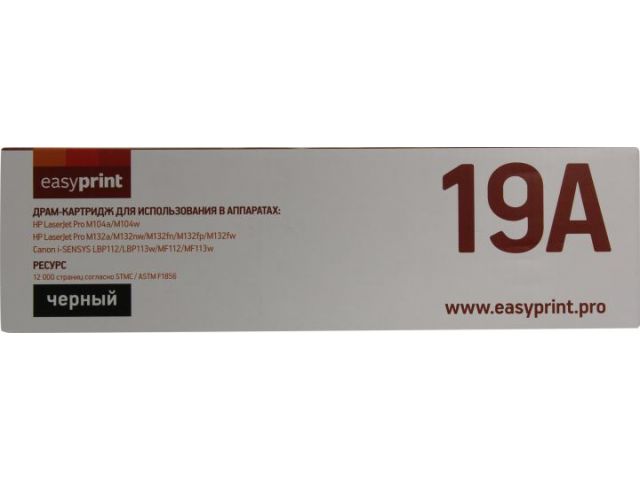 easyprint
ДРАМ-КАРТРИДЖ ДЛЯ ИСПОЛЬЗОВАНИЯ В АППАРАТАХ:
HP LaserJet Pro M104a/M104w
HP LaserJet Pro M132a/M132nw/M132fn/M132fp/M132fw
Canon i-SENSYS LBP112/LBP113w/MF112/MF113w
РЕСУРС
12 000 страниц согласно STMC / ASTM F1856
черный
19A
www.easyprint.pro